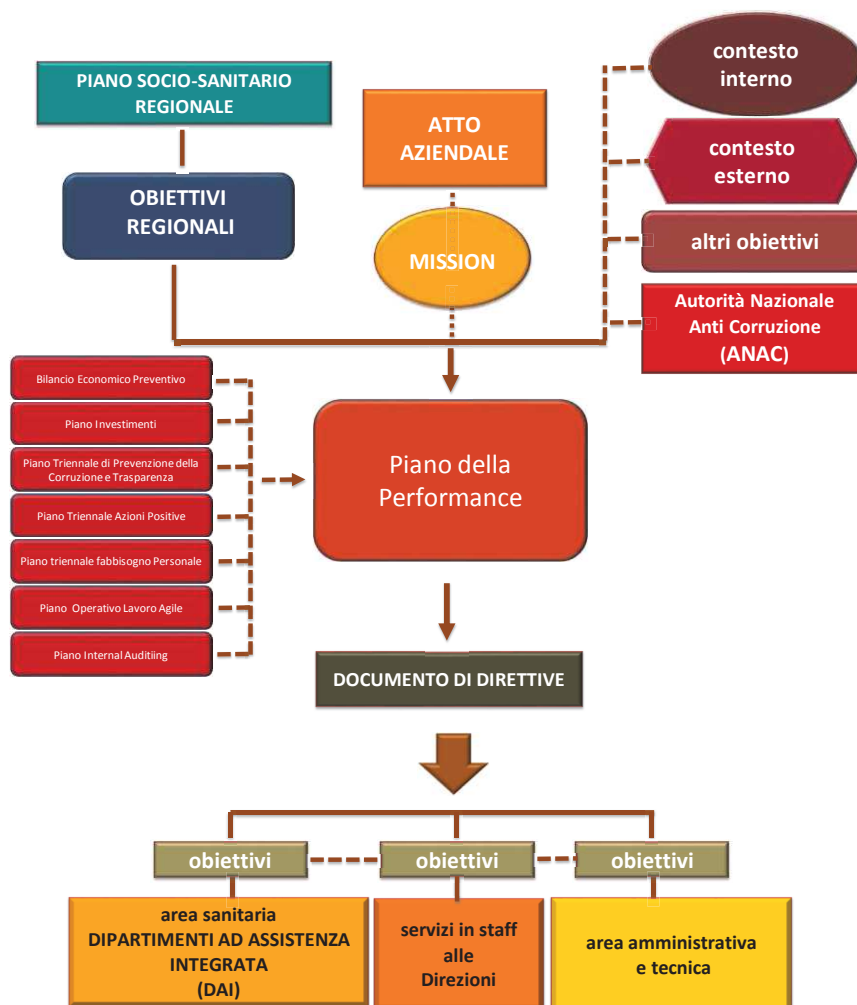 PIANO SOCIO-SANITARIO
REGIONALE
OBIETTIVI
REGIONALI
ATTO
AZIENDALE
MISSION
contesto
interno
contesto
esterno
altri obiettivi
Autorità Nazionale
Anti Corruzione
(ANAC)
Bilancio Economico Preventivo
Piano Investimenti
Piano Triennale di Prevenzione della
Corruzione e Trasparenza
Piano Triennale Azioni Positive
Piano triennale fabbisogno Personale
Piano Operativo Lavoro Agile
Piano Internal Auditiing
Piano della
Performance
DOCUMENTO DI DIRETTIVE
obiettivi
obiettivi
obiettivi
area sanitaria
DIPARTIMENTI AD ASSISTENZA
INTEGRATA
(DAI)
servizi in staff
alle
Direzioni
area amministrativa
e tecnica